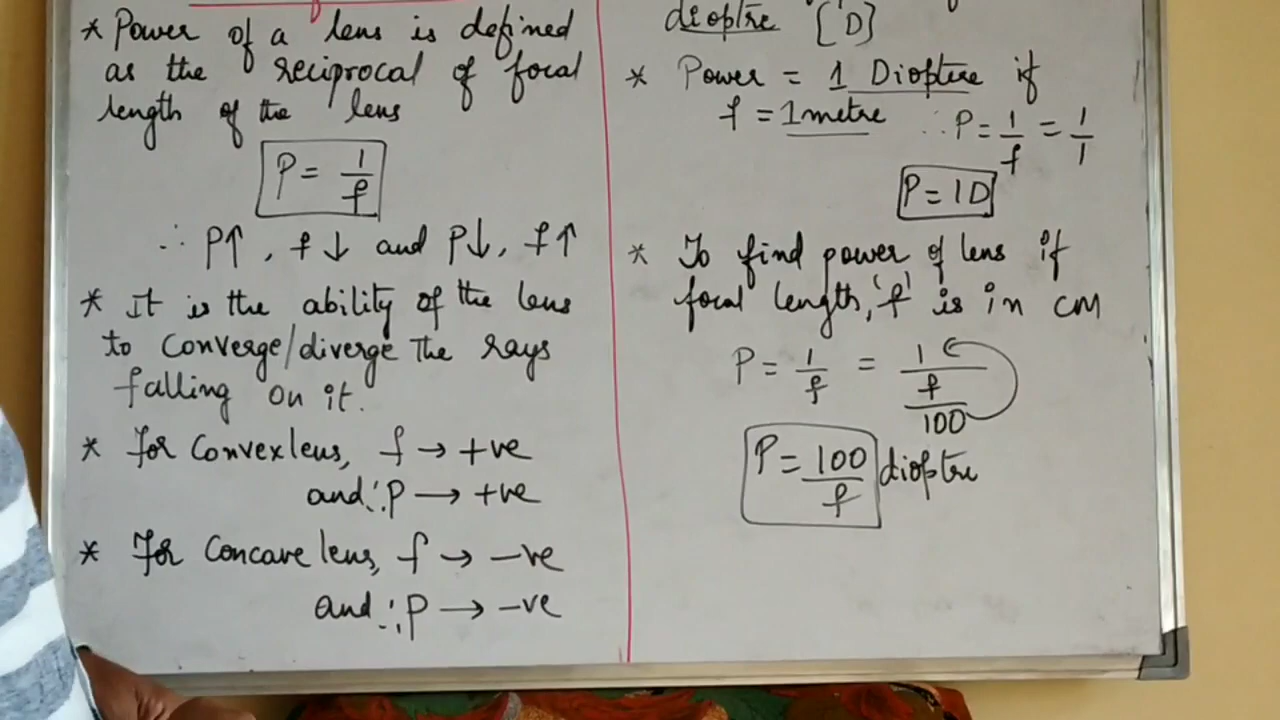 * Power of a lens is defined
as the reciprocal of focal
length of the lens
P = 1/f
∴ P↑, f↓ and P↓, f↑
* It is the ability of the lens
to converge/diverge the rays
falling on it.
* For Convex lens, f → +ve
and ∴ P → +ve
* For Concave lens, f → -ve
and ∴ P → -ve
dioptre [D]
* Power = 1 Dioptre if
f = 1 metre ∴ P = 1/f = 1/1
P = 1D
* To find power of lens if
focal length, 'f' is in cm
P = 1/f = 1/(f/100)
P = 100/f dioptre